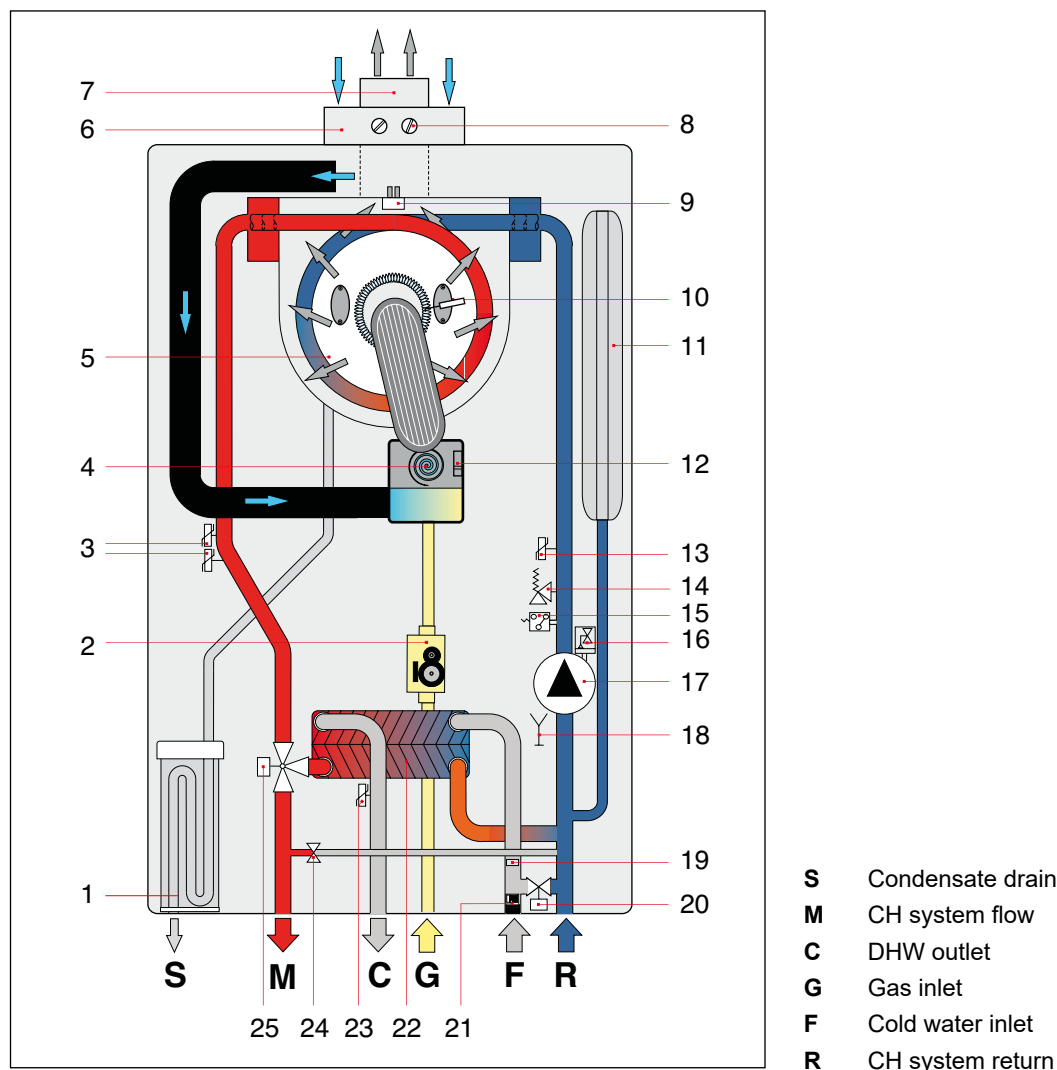 7
6
8
9
10
5
11
4
12
3
13
14
15
2
16
17
18
1
19
20
S M C G F R
25 24 23 22 21
S Condensate drain
M CH system flow
C DHW outlet
G Gas inlet
F Cold water inlet
R CH system return